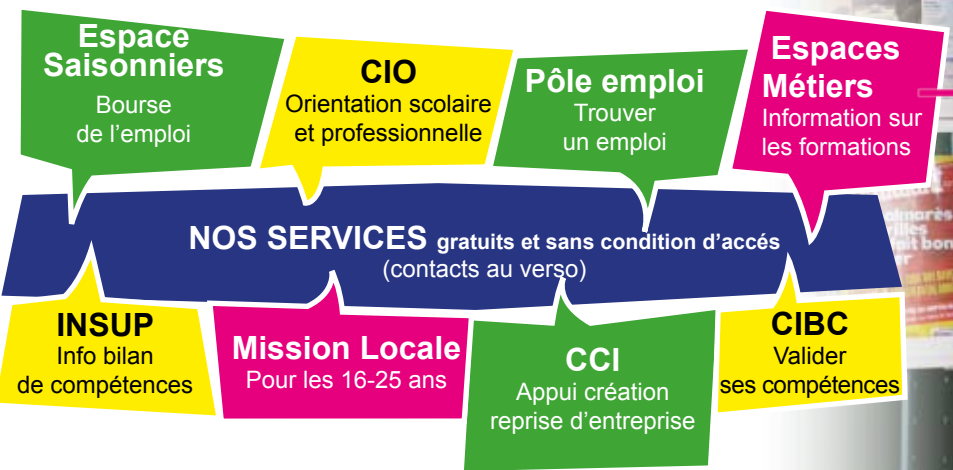 Espace
Saisonniers
Bourse
de l'emploi
CIO
Orientation scolaire
et professionnelle
Pôle emploi
Trouver
un emploi
Espaces
Métiers
Information sur
les formations
NOS SERVICES gratuits et sans condition d'accés
(contacts au verso)
INSUP
Info bilan
de compétences
Mission Locale
Pour les 16-25 ans
CCI
Appui création
reprise d'entreprise
CIBC
Valider
ses compétences